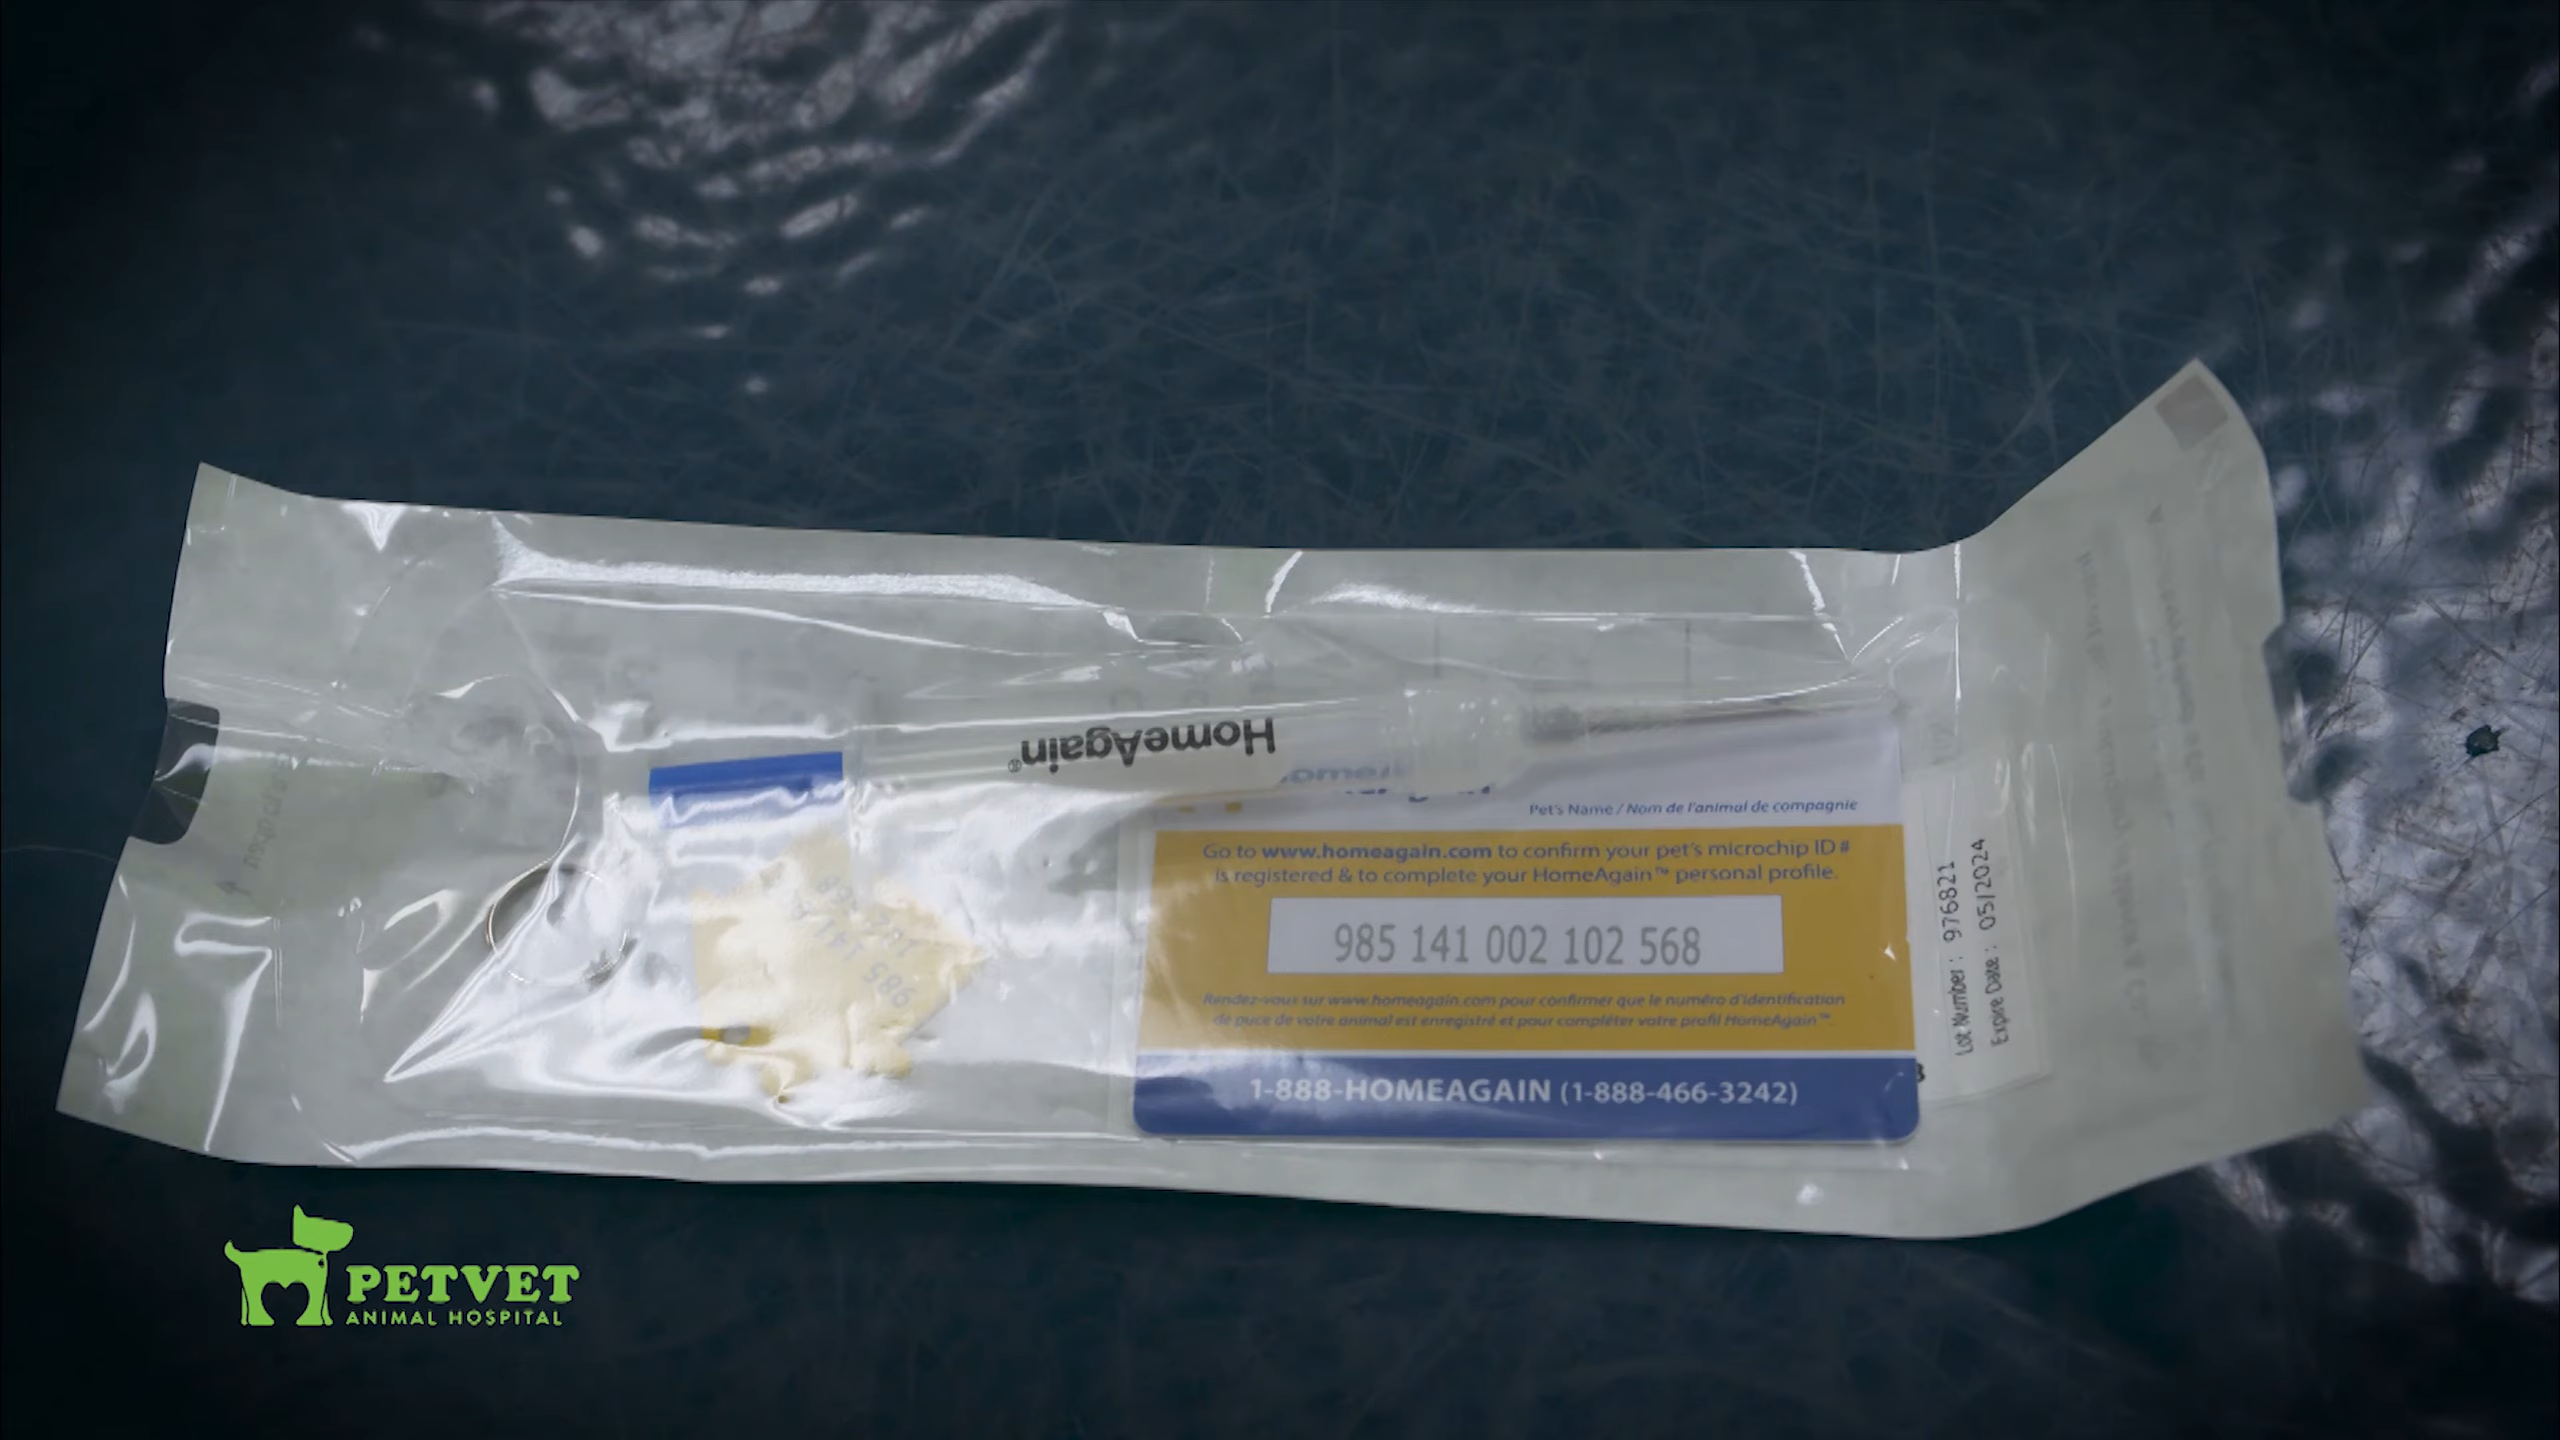 HomeAgain®
Pet's Name / Nom de l'animal de compagnie
Go to www.homeagain.com to confirm your pet's microchip ID #
is registered & to complete your HomeAgain™ personal profile.
985 141 002 102 568
Rendez-vous sur www.homeagain.com pour confirmer que le numéro d'identification
de puce de votre animal est enregistré et pour compléter votre profil HomeAgain™.
1-888-HOMEAGAIN (1-888-466-3242)
Lot Number: 976821
Expire Date: 05/2024
PETVET
ANIMAL HOSPITAL